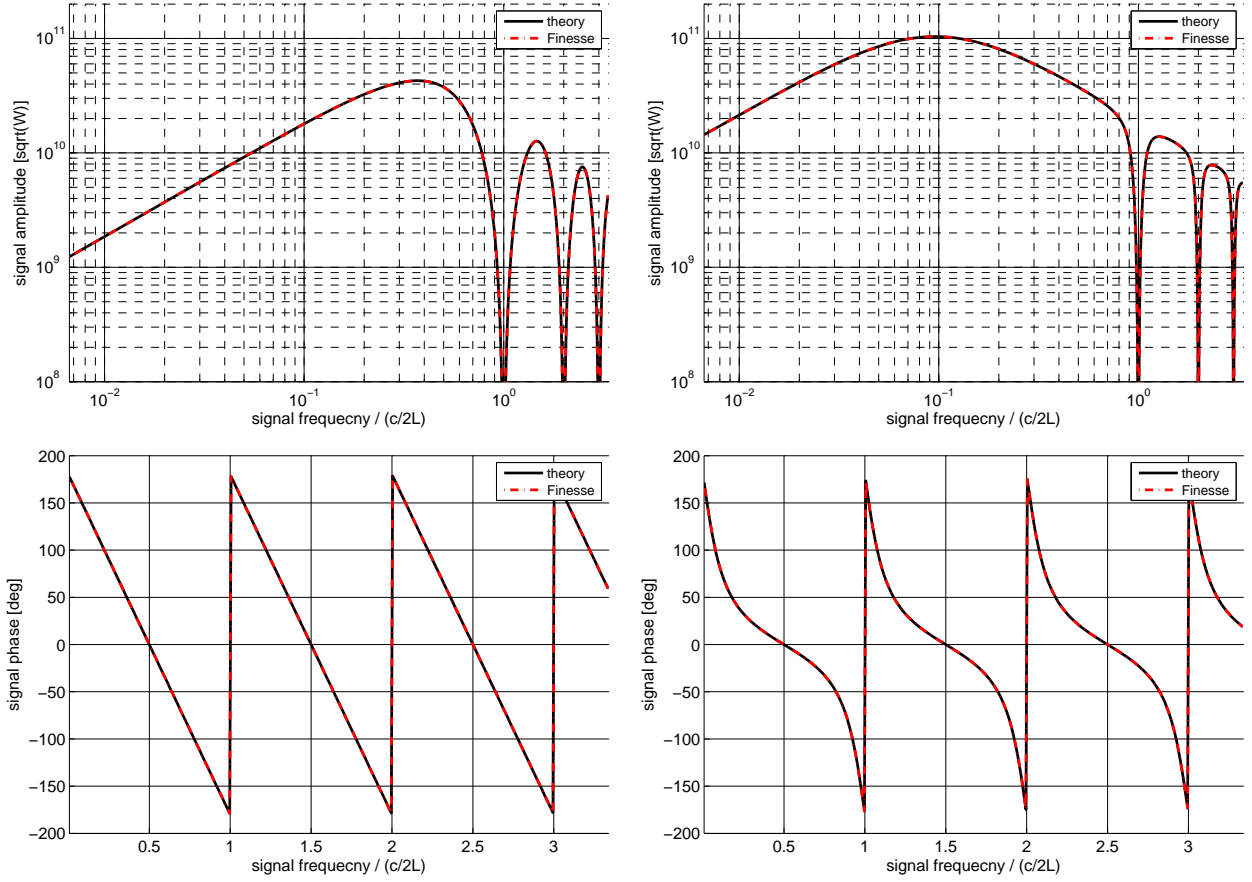 theory
Finesse
10^11
10^10
10^9
10^8
signal amplitude [sqrt(W)]
10^-2 10^-1 10^0
signal frequecny / (c/2L)
theory
Finesse
10^11
10^10
10^9
10^8
signal amplitude [sqrt(W)]
10^-2 10^-1 10^0
signal frequecny / (c/2L)
theory
Finesse
200
150
100
50
0
−50
−100
−150
−200
signal phase [deg]
0.5 1 1.5 2 2.5 3
signal frequecny / (c/2L)
theory
Finesse
200
150
100
50
0
−50
−100
−150
−200
signal phase [deg]
0.5 1 1.5 2 2.5 3
signal frequecny / (c/2L)